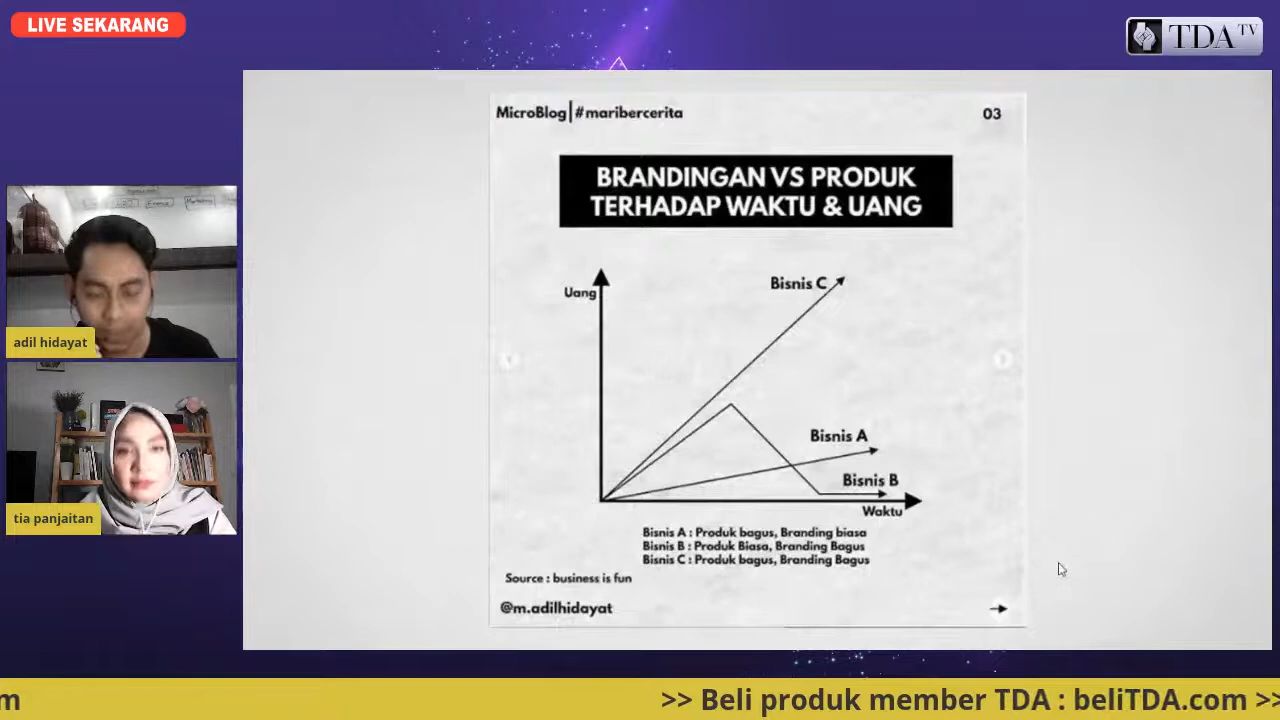 LIVE SEKARANG
TDA TV
MicroBlog|#maribercerita
03
BRANDINGAN VS PRODUK
TERHADAP WAKTU & UANG
Uang
Bisnis C
Bisnis A
Bisnis B
Waktu
Bisnis A : Produk bagus, Branding biasa
Bisnis B : Produk Biasa, Branding Bagus
Bisnis C : Produk bagus, Branding Bagus
Source : business is fun
@m.adilhidayat
adil hidayat
tia panjaitan
m >> Beli produk member TDA : beliTDA.com >>